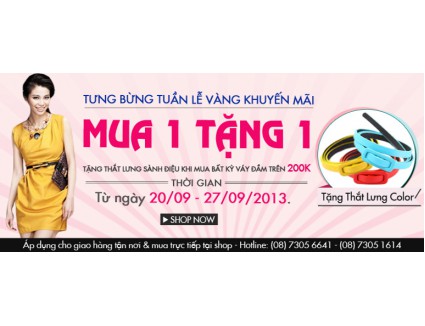 TƯNG BỪNG TUẦN LỄ VÀNG KHUYẾN MÃI
MUA 1 TẶNG 1
TẶNG THẮT LƯNG SÀNH ĐIỆU KHI MUA BẤT KỲ VÁY ĐẦM TRÊN 200K
THỜI GIAN
Từ ngày 20/09 - 27/09/2013.
SHOP NOW
Tặng Thắt Lưng Color
Áp dụng cho giao hàng tận nơi & mua trực tiếp tại shop - Hotline: (08) 7305 6641 - (08) 7305 1614